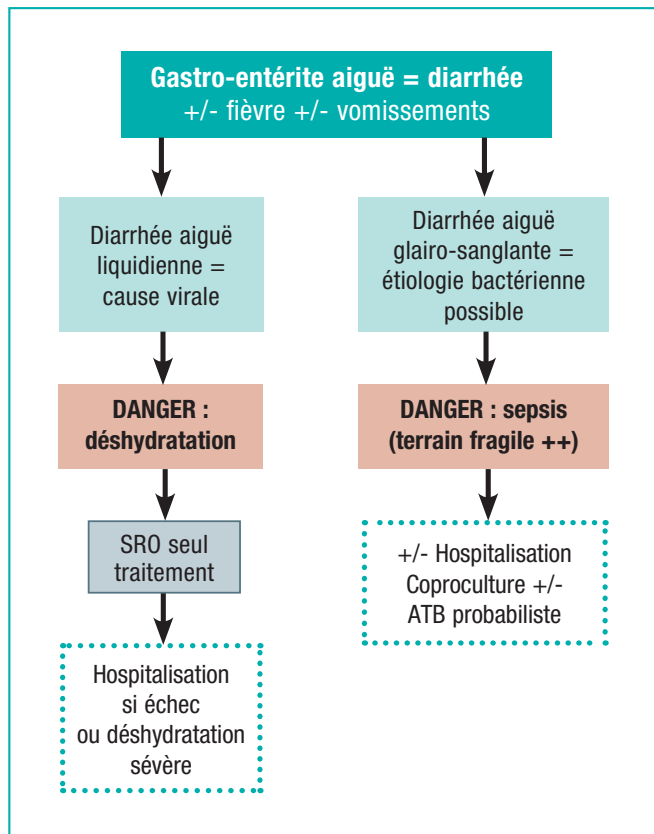 Gastro-entérite aiguë = diarrhée
+/- fièvre +/- vomissements
Diarrhée aiguë
liquidienne =
cause virale
DANGER :
déshydratation
SRO seul
traitement
Hospitalisation
si échec
ou déshydratation
sévère
Diarrhée aiguë
glairo-sanglante =
étiologie bactérienne
possible
DANGER : sepsis
(terrain fragile ++)
+/- Hospitalisation
Coproculture +/-
ATB probabiliste